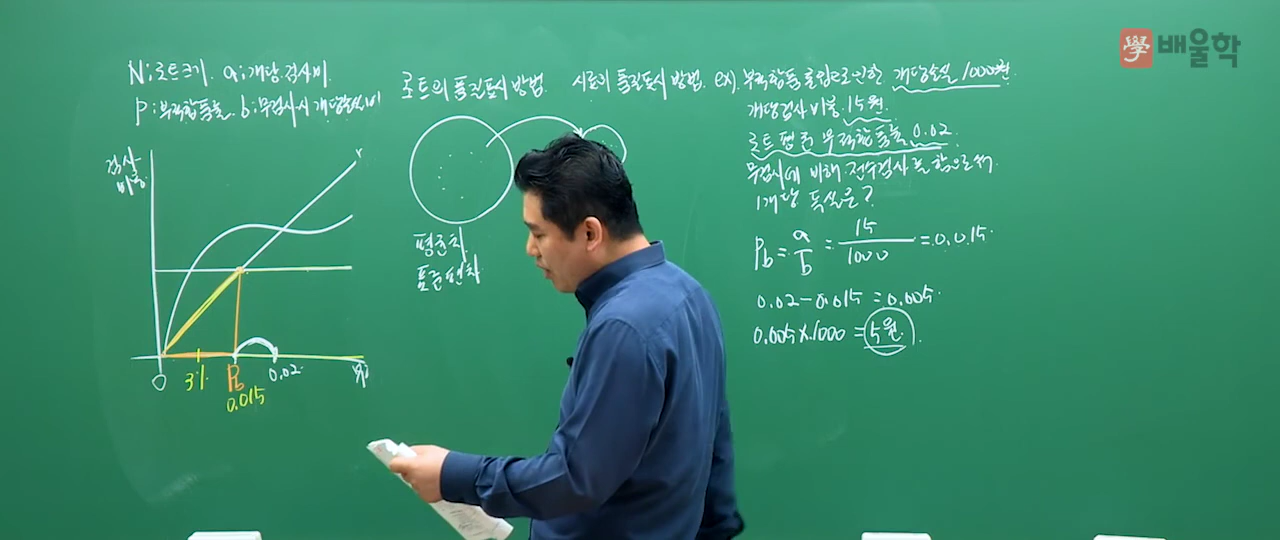 學 배울학
N: 로트크기. a: 개당 검사비.
P: 부적합품률. b: 무검사시 개당손실비
로트의 품질표시 방법. 시료의 품질표시 방법. ex) 부적합품 혼입으로 인한 개당손실 1000원.
개당검사비용. 15원.
로트 평균 부적합품률 0.02.
무검사에 비해 전수검사를 함으로써
1개당 득실은?
검사
비용
평균치
표준편차
Pb = a/b = 15/1000 = 0.015.
0.02-0.015 = 0.005.
0.005×1000 = 5원.
0 3% Pb 0.02. P
0.015